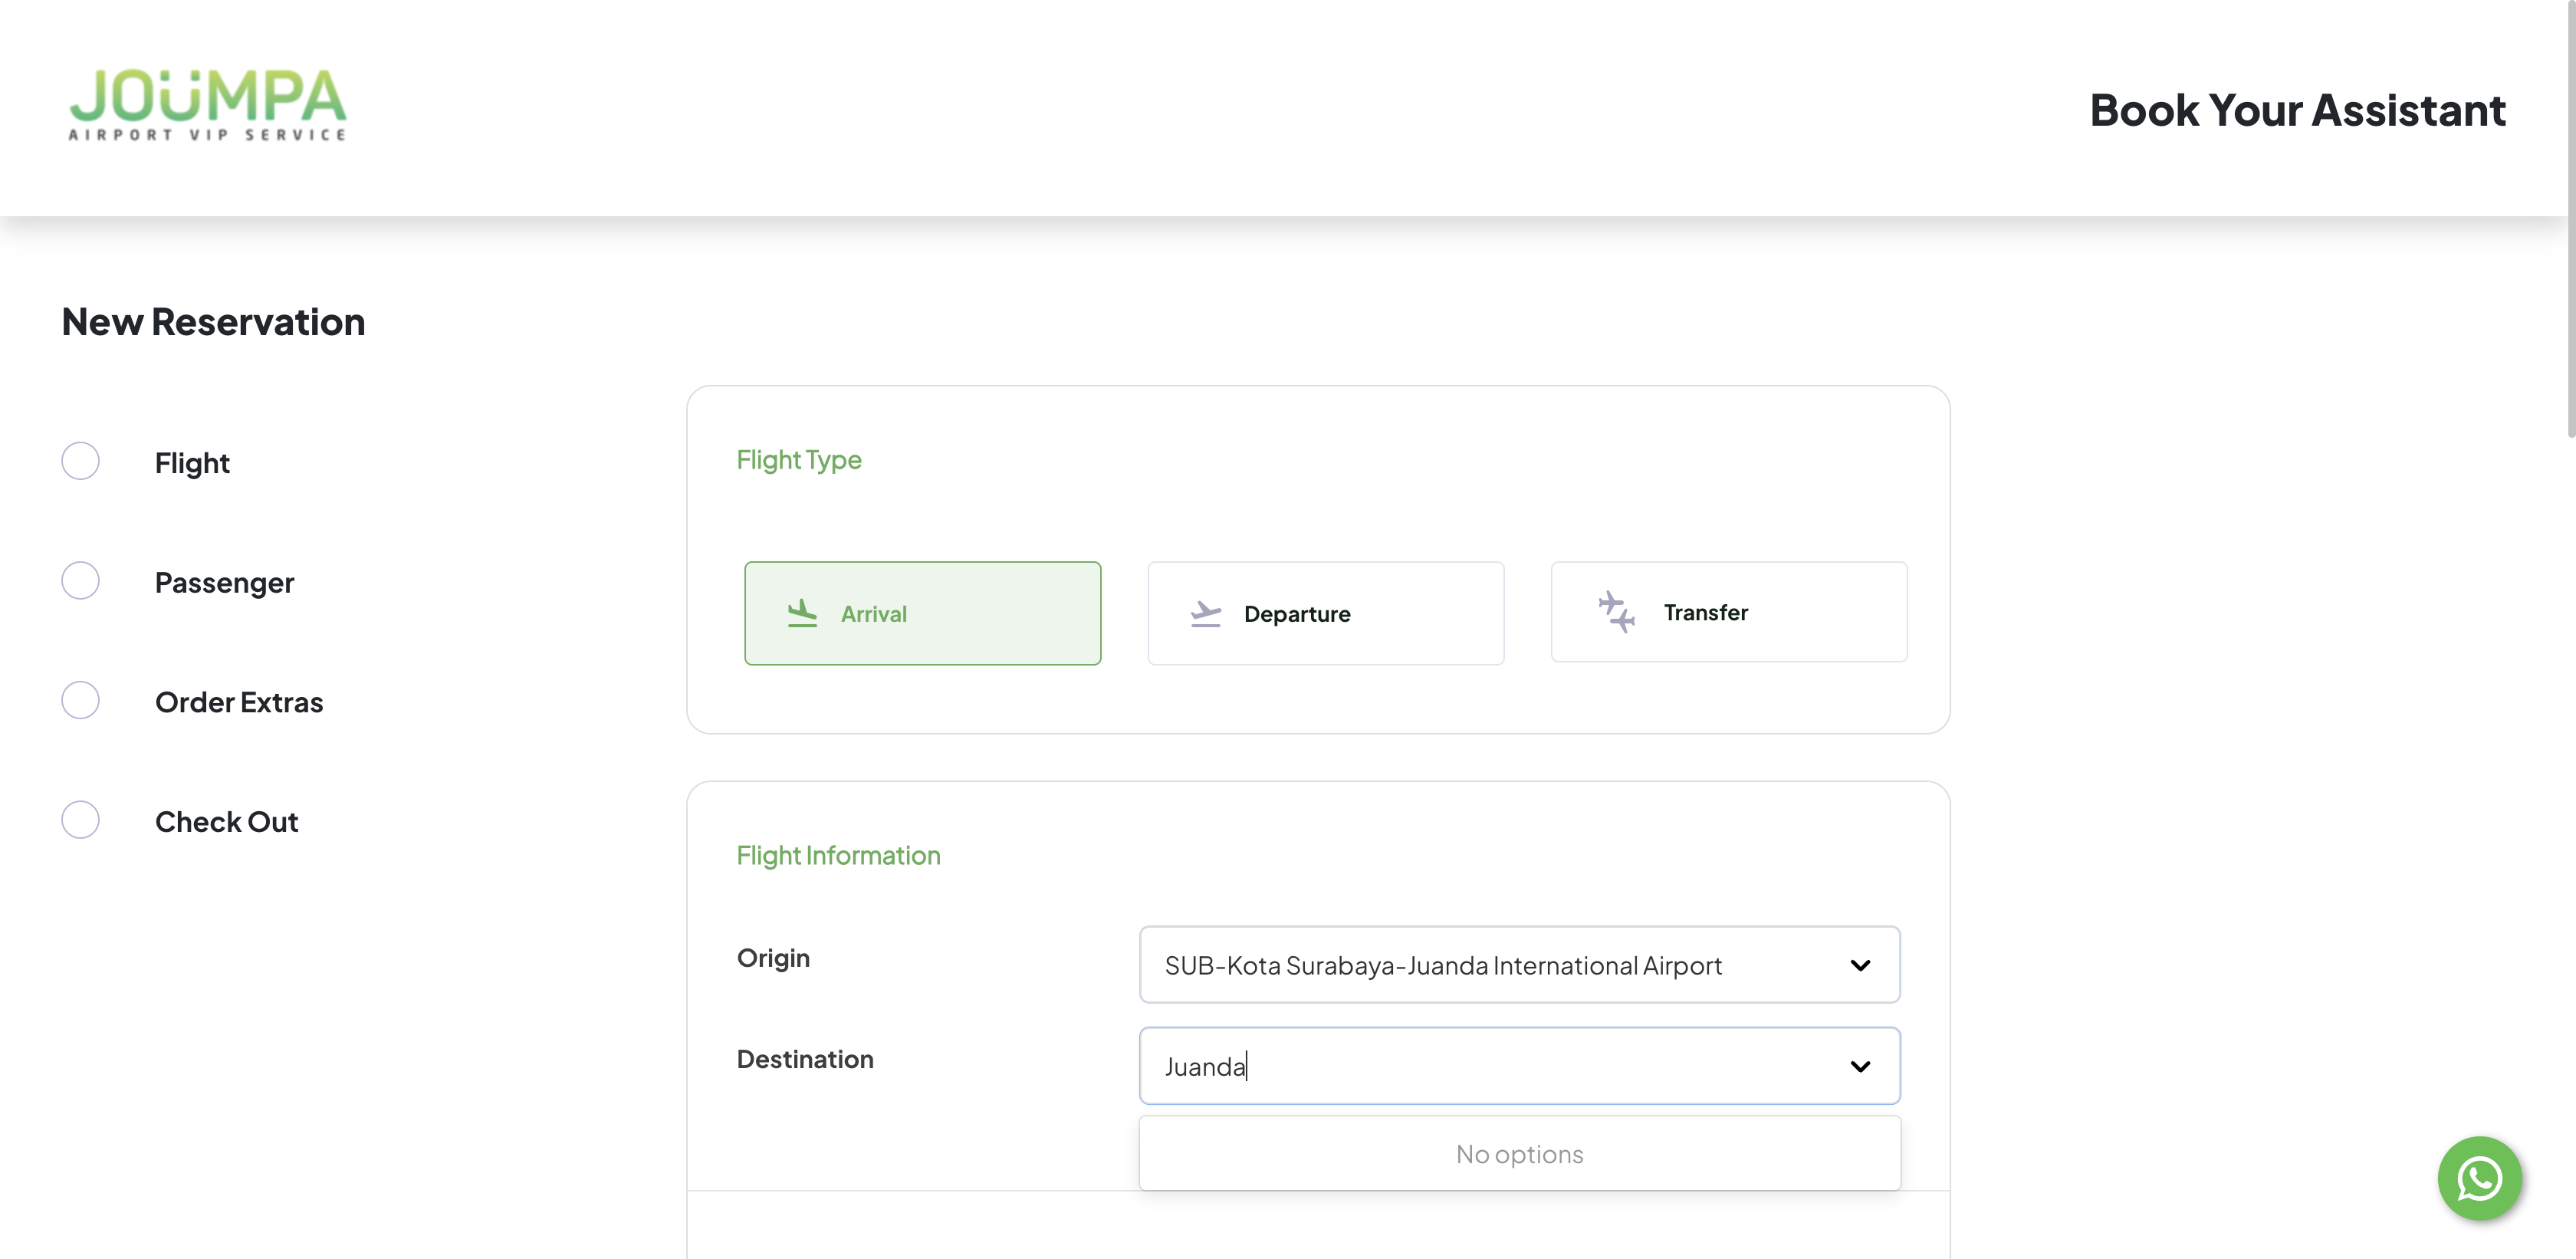 JOÜMPA
AIRPORT VIP SERVICE
Book Your Assistant
New Reservation
Flight
Passenger
Order Extras
Check Out
Flight Type
Arrival
Departure
Transfer
Flight Information
Origin
SUB-Kota Surabaya-Juanda International Airport
Destination
Juanda
No options